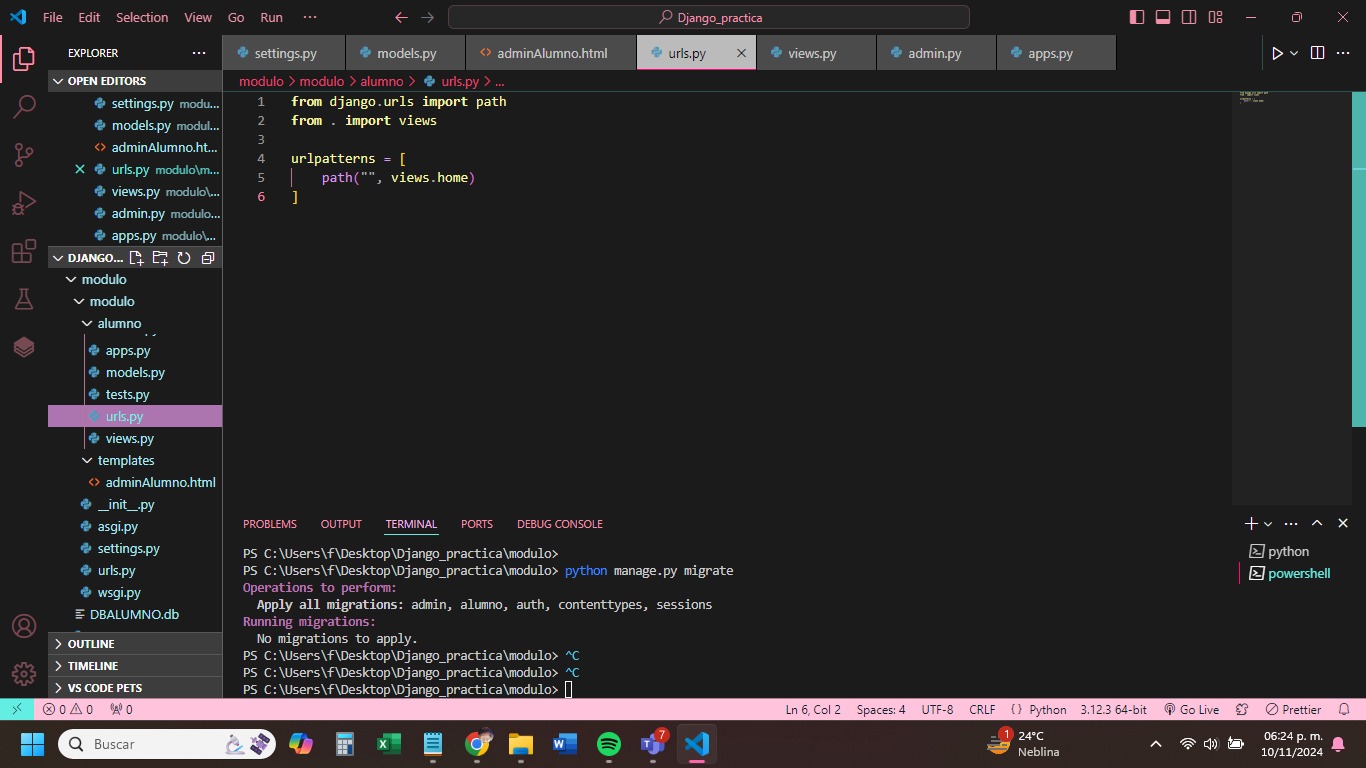 File Edit Selection View Go Run ··· Django_practica
EXPLORER ···
OPEN EDITORS
settings.py modu...
models.py modul...
adminAlumno.ht...
urls.py modulo\m...
views.py modulo\...
admin.py modulo...
apps.py modulo\...
DJANGO...
modulo
modulo
alumno
apps.py
models.py
tests.py
urls.py
views.py
templates
adminAlumno.html
__init__.py
asgi.py
settings.py
urls.py
wsgi.py
DBALUMNO.db
OUTLINE
TIMELINE
VS CODE PETS
settings.py models.py adminAlumno.html urls.py views.py admin.py apps.py
modulo > modulo > alumno > urls.py > ...
1 from django.urls import path
2 from . import views
3
4 urlpatterns = [
5 path("", views.home)
6 ]
PROBLEMS OUTPUT TERMINAL PORTS DEBUG CONSOLE
PS C:\Users\f\Desktop\Django_practica\modulo>
PS C:\Users\f\Desktop\Django_practica\modulo> python manage.py migrate
Operations to perform:
Apply all migrations: admin, alumno, auth, contenttypes, sessions
Running migrations:
No migrations to apply.
PS C:\Users\f\Desktop\Django_practica\modulo> ^C
PS C:\Users\f\Desktop\Django_practica\modulo> ^C
PS C:\Users\f\Desktop\Django_practica\modulo>
python
powershell
0 0 0 Ln 6, Col 2 Spaces: 4 UTF-8 CRLF {} Python 3.12.3 64-bit Go Live Prettier
Buscar
7
1
24°C
Neblina
06:24 p. m.
10/11/2024